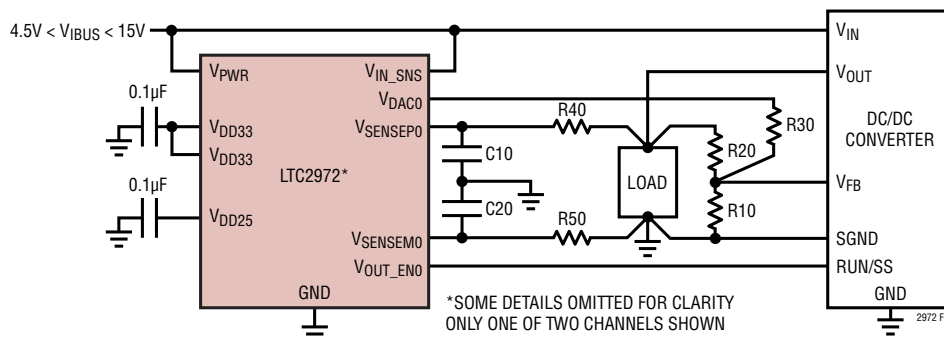 4.5V < VIBUS < 15V
VPWR
VIN_SNS
VIN
VOUT
0.1µF
VDAC0
VDD33
VSENSEP0
R40
R30
DC/DC
CONVERTER
VDD33
C10
R20
LTC2972*
LOAD
VFB
0.1µF
C20
R10
VDD25
R50
VSENSEM0
SGND
VOUT_EN0
RUN/SS
GND
*SOME DETAILS OMITTED FOR CLARITY
ONLY ONE OF TWO CHANNELS SHOWN
GND
2972 F